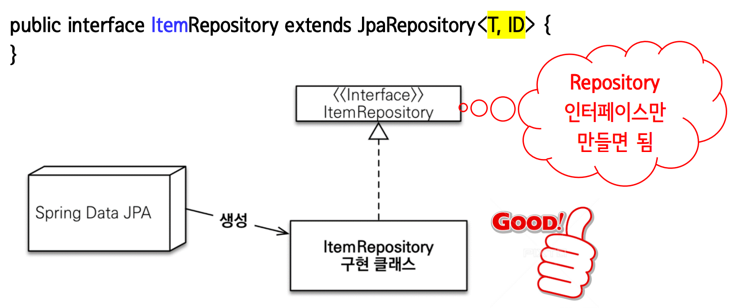 public interface ItemRepository extends JpaRepository<T, ID> {
}
<<Interface>>
ItemRepository
Repository
인터페이스만
만들면 됨
Spring Data JPA
생성
ItemRepository
구현 클래스
GOOD!